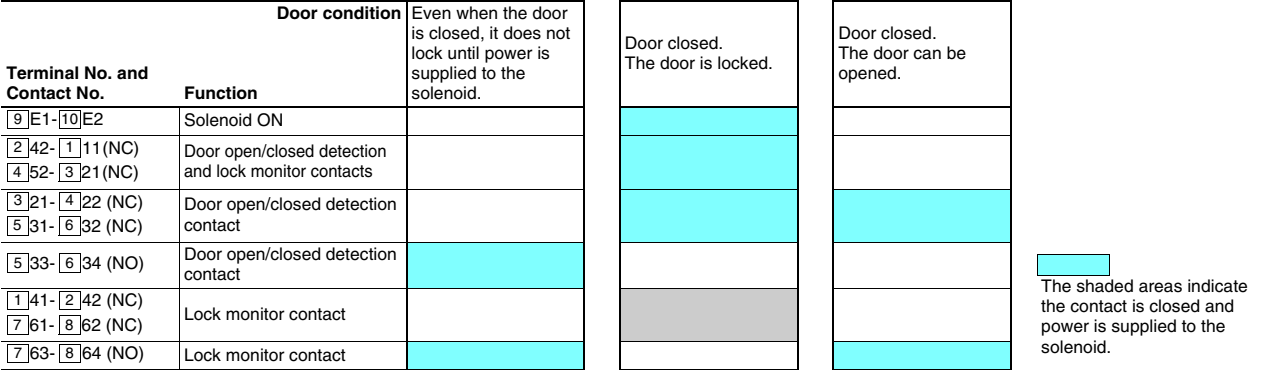 Door condition
Even when the door
is closed, it does not
lock until power is
supplied to the
solenoid.
Door closed.
The door is locked.
Door closed.
The door can be
opened.
Terminal No. and
Contact No.
Function
9 E1- 10 E2
Solenoid ON
2 42- 1 11 (NC)
4 52- 3 21 (NC)
Door open/closed detection
and lock monitor contacts
3 21- 4 22 (NC)
5 31- 6 32 (NC)
Door open/closed detection
contact
5 33- 6 34 (NO)
Door open/closed detection
contact
1 41- 2 42 (NC)
7 61- 8 62 (NC)
Lock monitor contact
7 63- 8 64 (NO)
Lock monitor contact
The shaded areas indicate
the contact is closed and
power is supplied to the
solenoid.